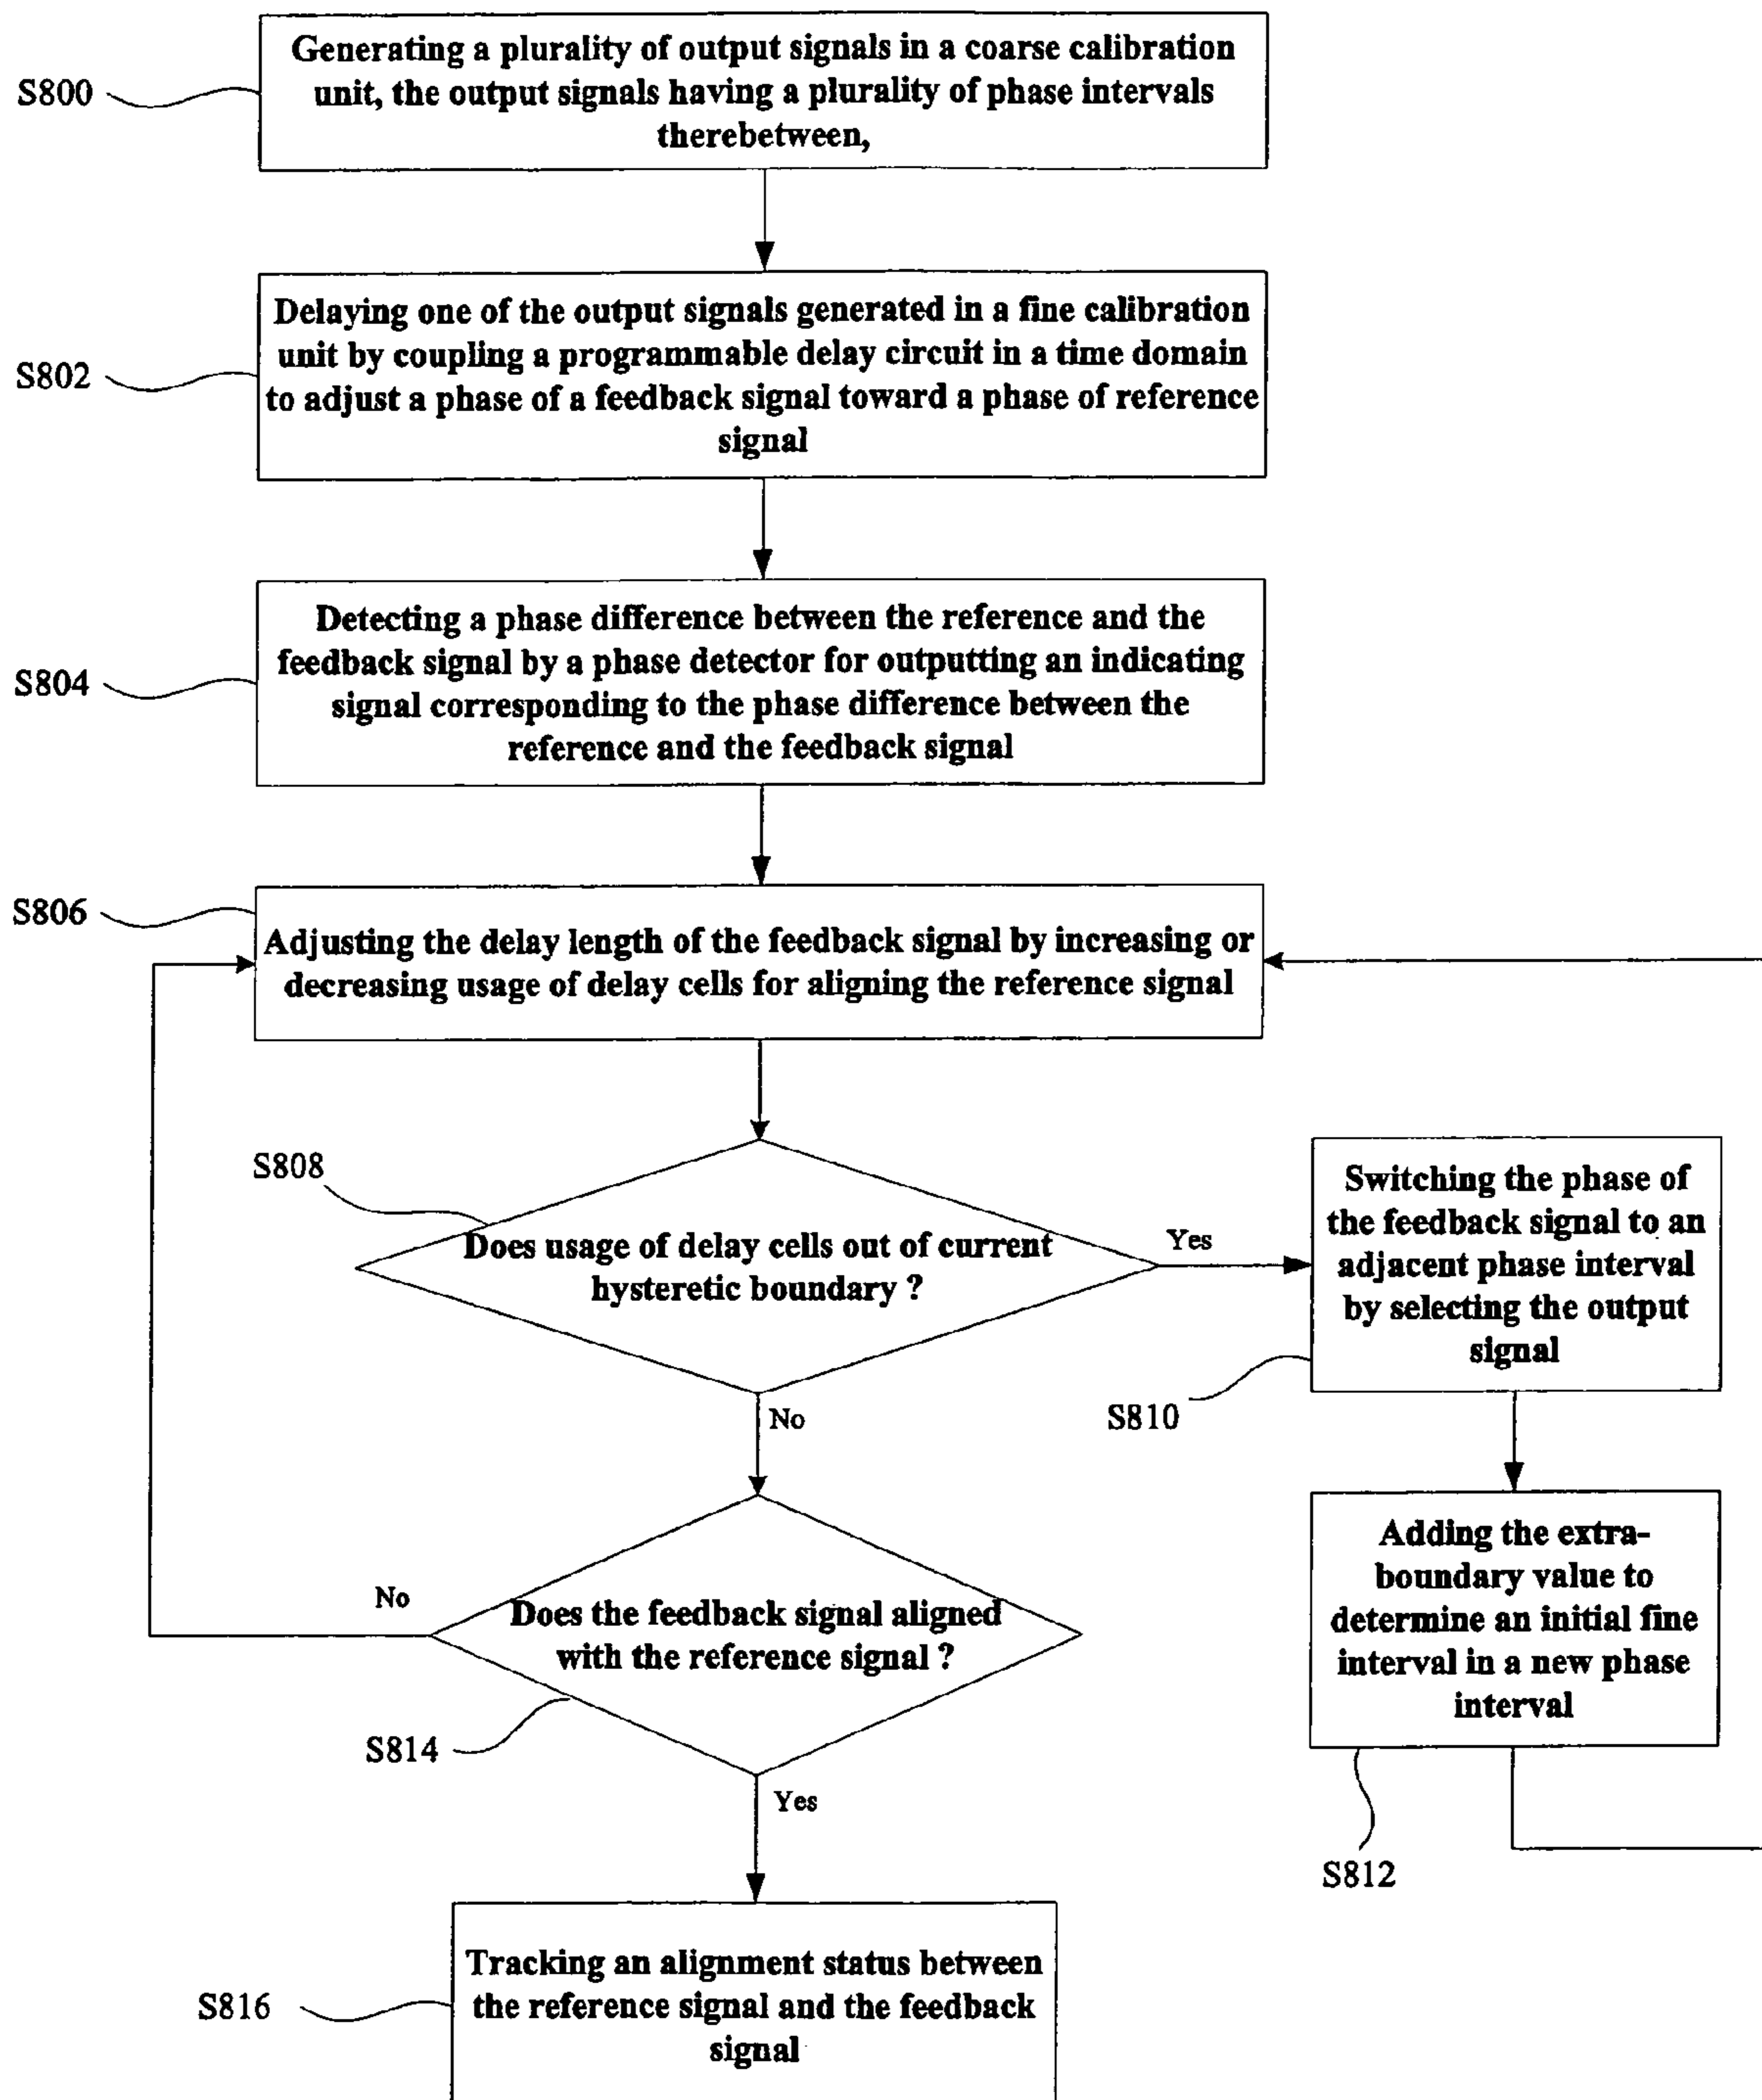 S800
Generating a plurality of output signals in a coarse calibration
unit, the output signals having a plurality of phase intervals
therebetween,
S802
Delaying one of the output signals generated in a fine calibration
unit by coupling a programmable delay circuit in a time domain
to adjust a phase of a feedback signal toward a phase of reference
signal
S804
Detecting a phase difference between the reference and the
feedback signal by a phase detector for outputting an indicating
signal corresponding to the phase difference between the
reference and the feedback signal
S806
Adjusting the delay length of the feedback signal by increasing or
decreasing usage of delay cells for aligning the reference signal
S808
Does usage of delay cells out of current
hysteretic boundary ?
Yes
No
Switching the phase of
the feedback signal to an
adjacent phase interval
by selecting the output
signal
S810
Adding the extra-
boundary value to
determine an initial fine
interval in a new phase
interval
S812
No
Does the feedback signal aligned
with the reference signal ?
S814
Yes
S816
Tracking an alignment status between
the reference signal and the feedback
signal